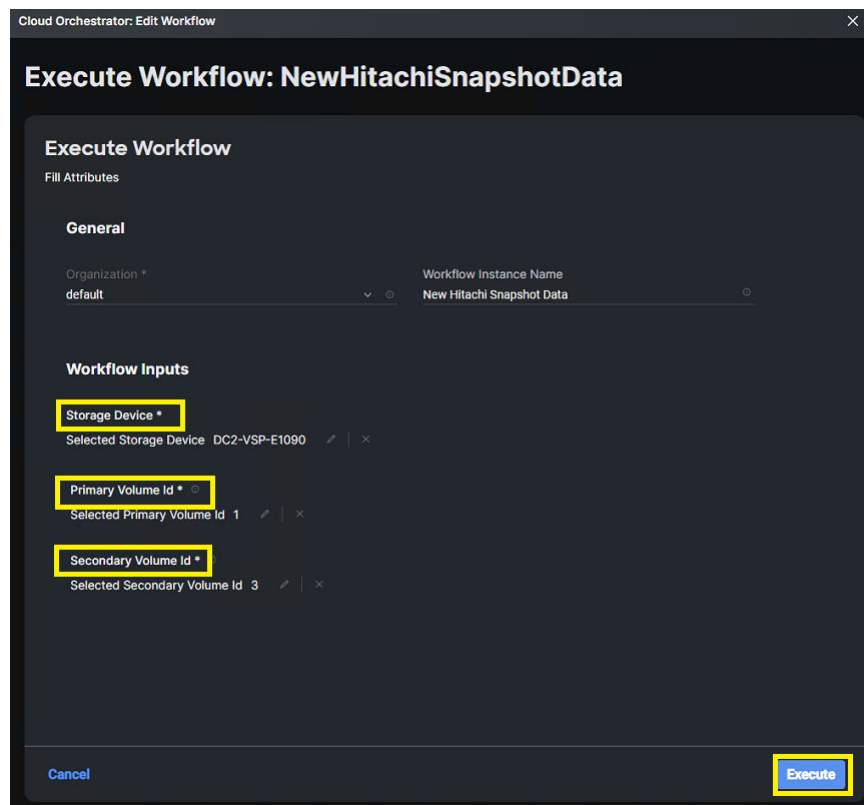 Cloud Orchestrator: Edit Workflow
Execute Workflow: NewHitachiSnapshotData
Execute Workflow
Fill Attributes
General
Organization *
Workflow Instance Name
default
New Hitachi Snapshot Data
Workflow Inputs
Storage Device *
Selected Storage Device DC2-VSP-E1090
Primary Volume Id *
Selected Primary Volume Id 1
Secondary Volume Id *
Selected Secondary Volume Id 3
Cancel
Execute